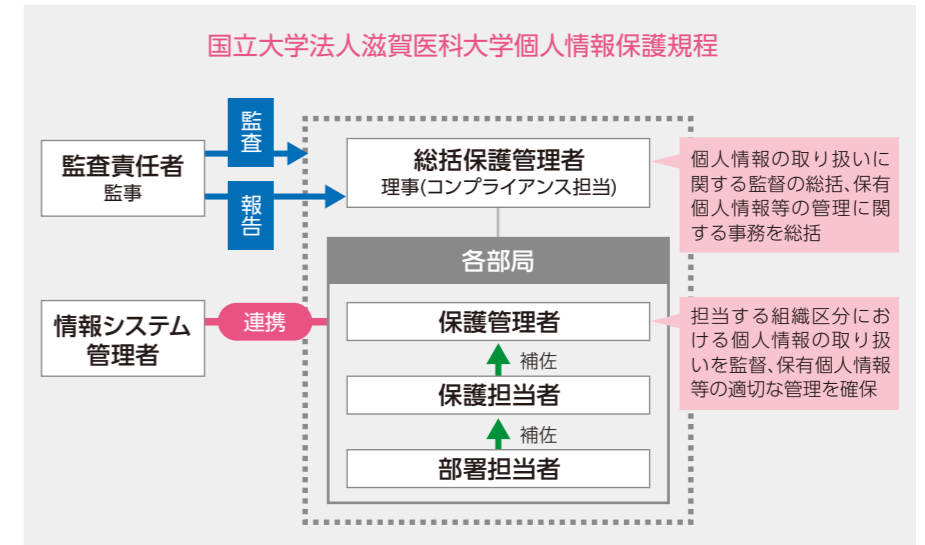 国立大学法人滋賀医科大学個人情報保護規程
監査
監査責任者
監事
報告
総括保護管理者
理事(コンプライアンス担当)
個人情報の取り扱いに
関する監督の総括、保有
個人情報等の管理に関
する事務を総括
各部局
情報システム
管理者
連携
保護管理者
担当する組織区分にお
ける個人情報の取り扱
いを監督、保有個人情報
等の適切な管理を確保
補佐
保護担当者
補佐
部署担当者